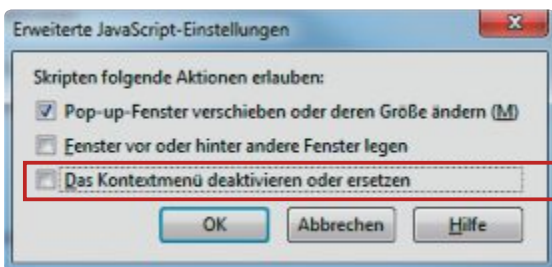 Erweiterte JavaScript-Einstellungen
Skripten folgende Aktionen erlauben:
Pop-up-Fenster verschieben oder deren Größe ändern (M)
Fenster vor oder hinter andere Fenster legen
Das Kontextmenü deaktivieren oder ersetzen
OK Abbrechen Hilfe